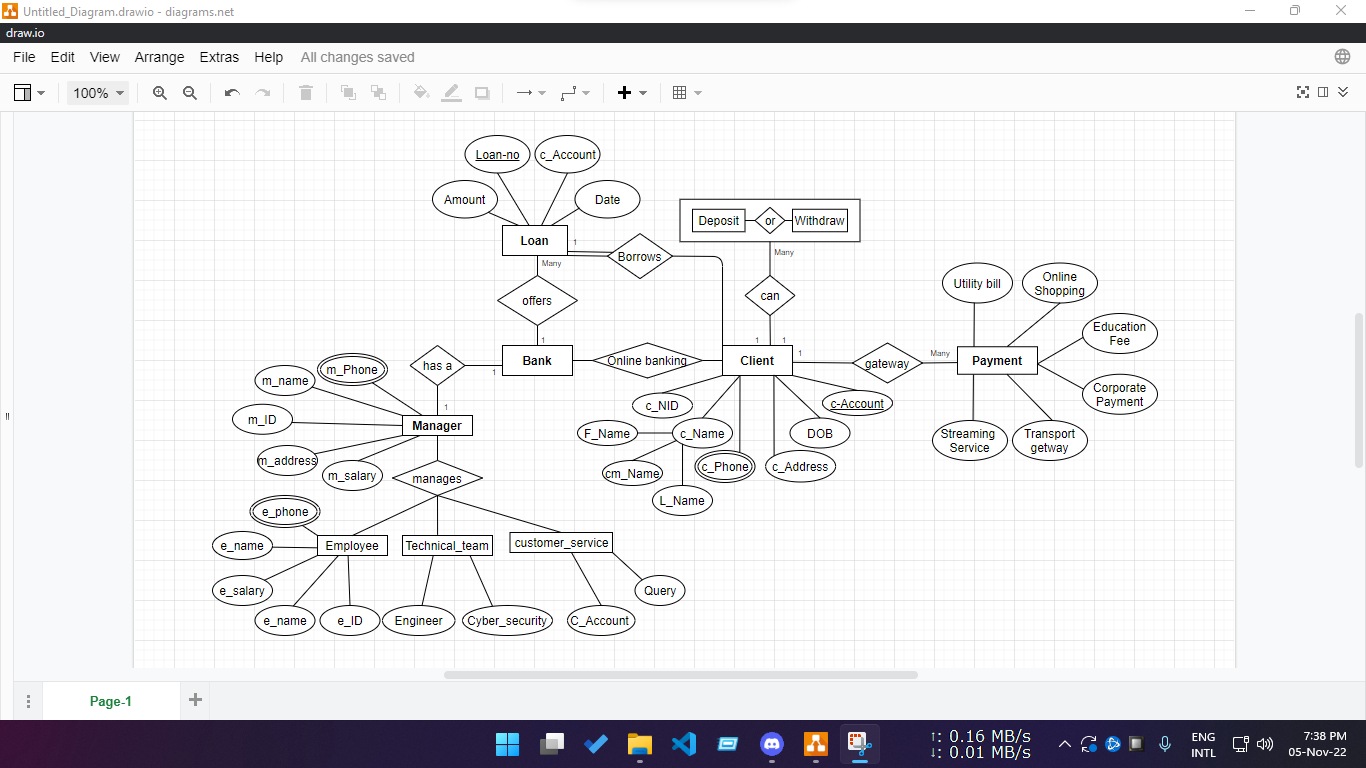 Untitled_Diagram.drawio - diagrams.net
draw.io
File Edit View Arrange Extras Help All changes saved
100%
Loan-no
c_Account
Amount
Date
Loan
1
Many
Borrows
offers
1
Deposit
or
Withdraw
Many
can
1
1
Utility bill
Online
Shopping
Education
Fee
Corporate
Payment
has a
1
Bank
Online banking
Client
1
gateway
Many
Payment
m_Phone
m_name
m_ID
m_address
m_salary
1
Manager
c_NID
c-Account
F_Name
c_Name
DOB
cm_Name
c_Phone
c_Address
L_Name
Streaming
Service
Transport
getway
manages
e_phone
e_name
Employee
Technical_team
customer_service
e_salary
Query
e_name
e_ID
Engineer
Cyber_security
C_Account
Page-1
↑: 0.16 MB/s
↓: 0.01 MB/s
ENG
INTL
7:38 PM
05-Nov-22